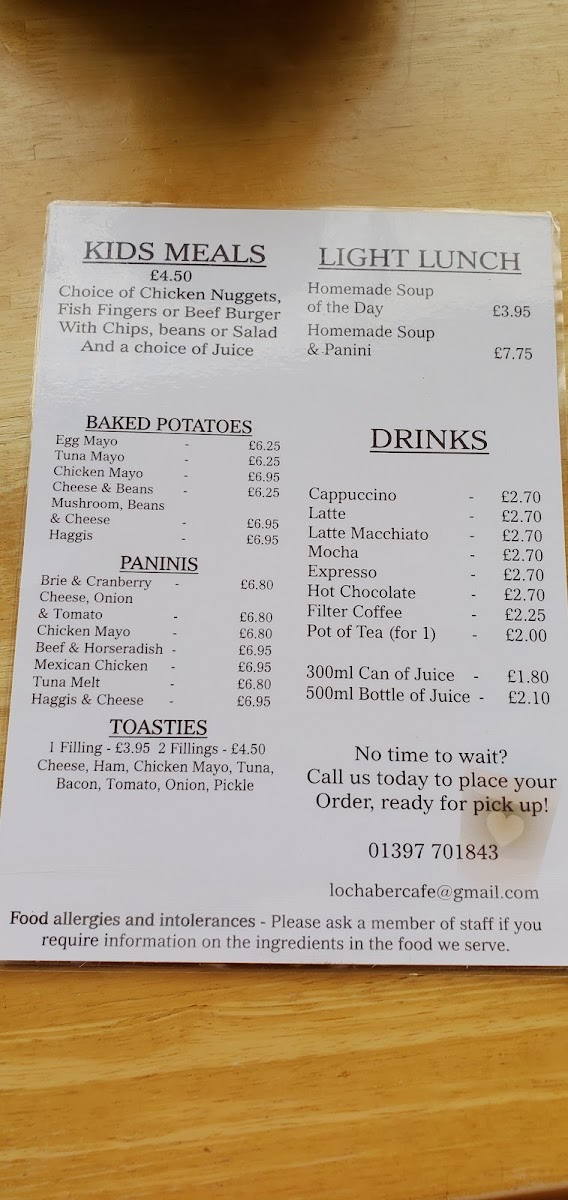 KIDS MEALS
£4.50
Choice of Chicken Nuggets,
Fish Fingers or Beef Burger
With Chips, beans or Salad
And a choice of Juice
LIGHT LUNCH
Homemade Soup
of the Day £3.95
Homemade Soup
& Panini £7.75
BAKED POTATOES
Egg Mayo - £6.25
Tuna Mayo - £6.25
Chicken Mayo - £6.95
Cheese & Beans - £6.25
Mushroom, Beans
& Cheese - £6.95
Haggis - £6.95
PANINIS
Brie & Cranberry - £6.80
Cheese, Onion
& Tomato - £6.80
Chicken Mayo - £6.80
Beef & Horseradish - £6.95
Mexican Chicken - £6.95
Tuna Melt - £6.80
Haggis & Cheese - £6.95
TOASTIES
1 Filling - £3.95 2 Fillings - £4.50
Cheese, Ham, Chicken Mayo, Tuna,
Bacon, Tomato, Onion, Pickle
DRINKS
Cappuccino - £2.70
Latte - £2.70
Latte Macchiato - £2.70
Mocha - £2.70
Expresso - £2.70
Hot Chocolate - £2.70
Filter Coffee - £2.25
Pot of Tea (for 1) - £2.00
300ml Can of Juice - £1.80
500ml Bottle of Juice - £2.10
No time to wait?
Call us today to place your
Order, ready for pick up!
01397 701843
lochabercafe@gmail.com
Food allergies and intolerances - Please ask a member of staff if you
require information on the ingredients in the food we serve.